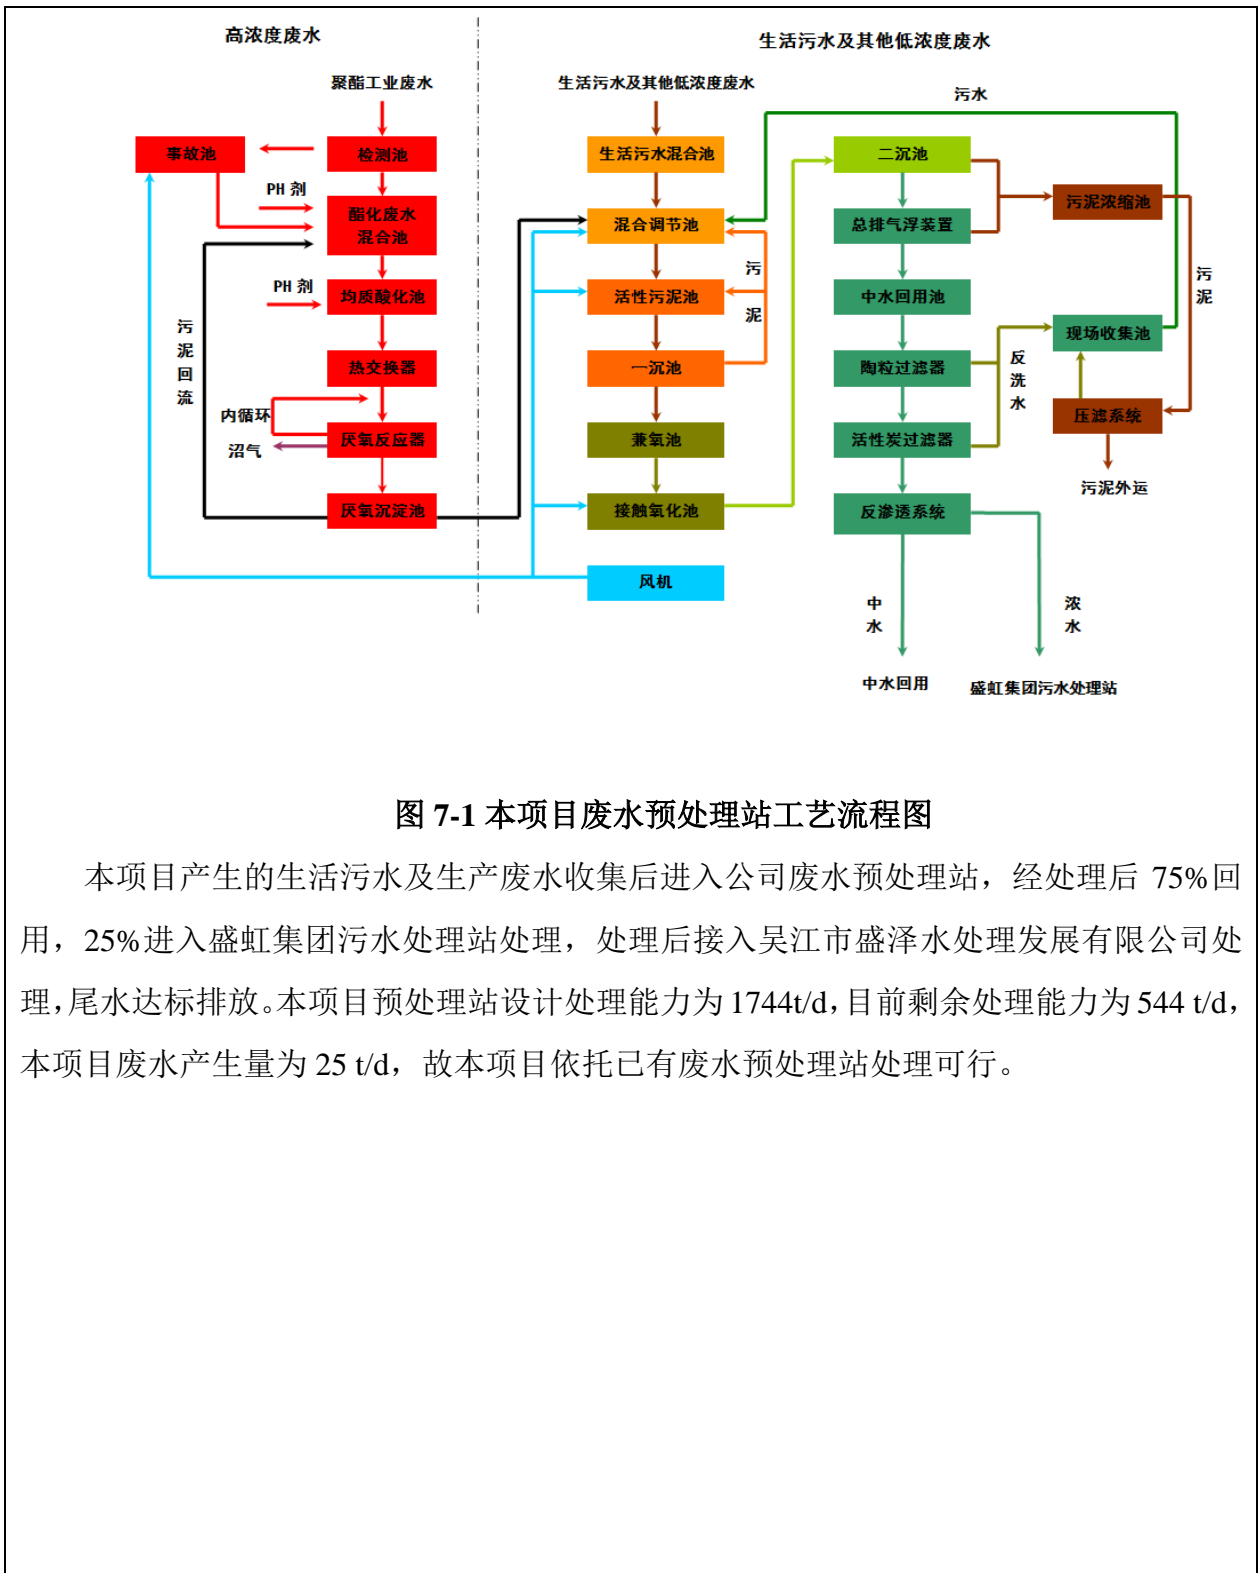 高浓度废水
生活污水及其他低浓度废水
聚酯工业废水
生活污水及其他低浓度废水
污水
事故池
检测池
生活污水混合池
二沉池
PH 剂
酯化废水
混合池
混合调节池
总排气浮装置
污泥浓缩池
PH 剂
均质酸化池
活性污泥池
污
泥
中水回用池
污
泥
污
泥
回
流
热交换器
一沉池
陶粒过滤器
反
洗
水
现场收集池
内循环
沼气
厌氧反应器
兼氧池
活性炭过滤器
压滤系统
污泥外运
厌氧沉淀池
接触氧化池
反渗透系统
风机
中
水
浓
水
中水回用
盛虹集团污水处理站
图 7-1 本项目废水预处理站工艺流程图
本项目产生的生活污水及生产废水收集后进入公司废水预处理站，经处理后 75%回
用，25%进入盛虹集团污水处理站处理，处理后接入吴江市盛泽水处理发展有限公司处
理，尾水达标排放。本项目预处理站设计处理能力为 1744t/d，目前剩余处理能力为 544 t/d，
本项目废水产生量为 25 t/d，故本项目依托已有废水预处理站处理可行。